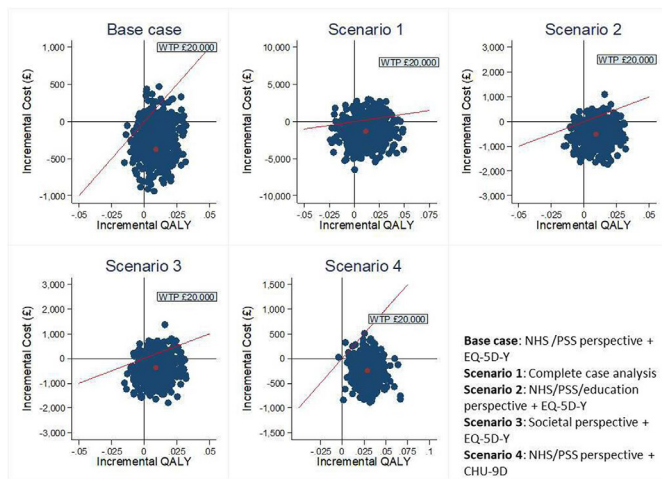 Base case
WTP £20.000
1,000
500
0
-500
-1,000
Incremental Cost (£)
-.05 -.025 0 .025 .05
Incremental QALY
Scenario 1
WTP £20.000
10,000
5,000
0
-5,000
10,000
Incremental Cost (£)
-.05 -.025 0 .025 .05 .075
Incremental QALY
Scenario 2
WTP £20.000
3,000
2,000
1,000
0
-1,000
-2,000
-3,000
Incremental Cost (£)
-.05 -.025 0 .025 .05
Incremental QALY
Scenario 3
WTP £20.000
3,000
2,000
1,000
0
-1,000
-2,000
-3,000
Incremental Cost (£)
-.05 -.025 0 .025 .05
Incremental QALY
Scenario 4
WTP £20.000
1,500
1,000
500
0
-500
-1,000
-1,500
Incremental Cost (£)
-.05 -.025 0 .025 .05 .075 .1
Incremental QALY
Base case: NHS /PSS perspective +
EQ-5D-Y
Scenario 1: Complete case analysis
Scenario 2: NHS/PSS/education
perspective + EQ-5D-Y
Scenario 3: Societal perspective +
EQ-5D-Y
Scenario 4: NHS/PSS perspective +
CHU-9D